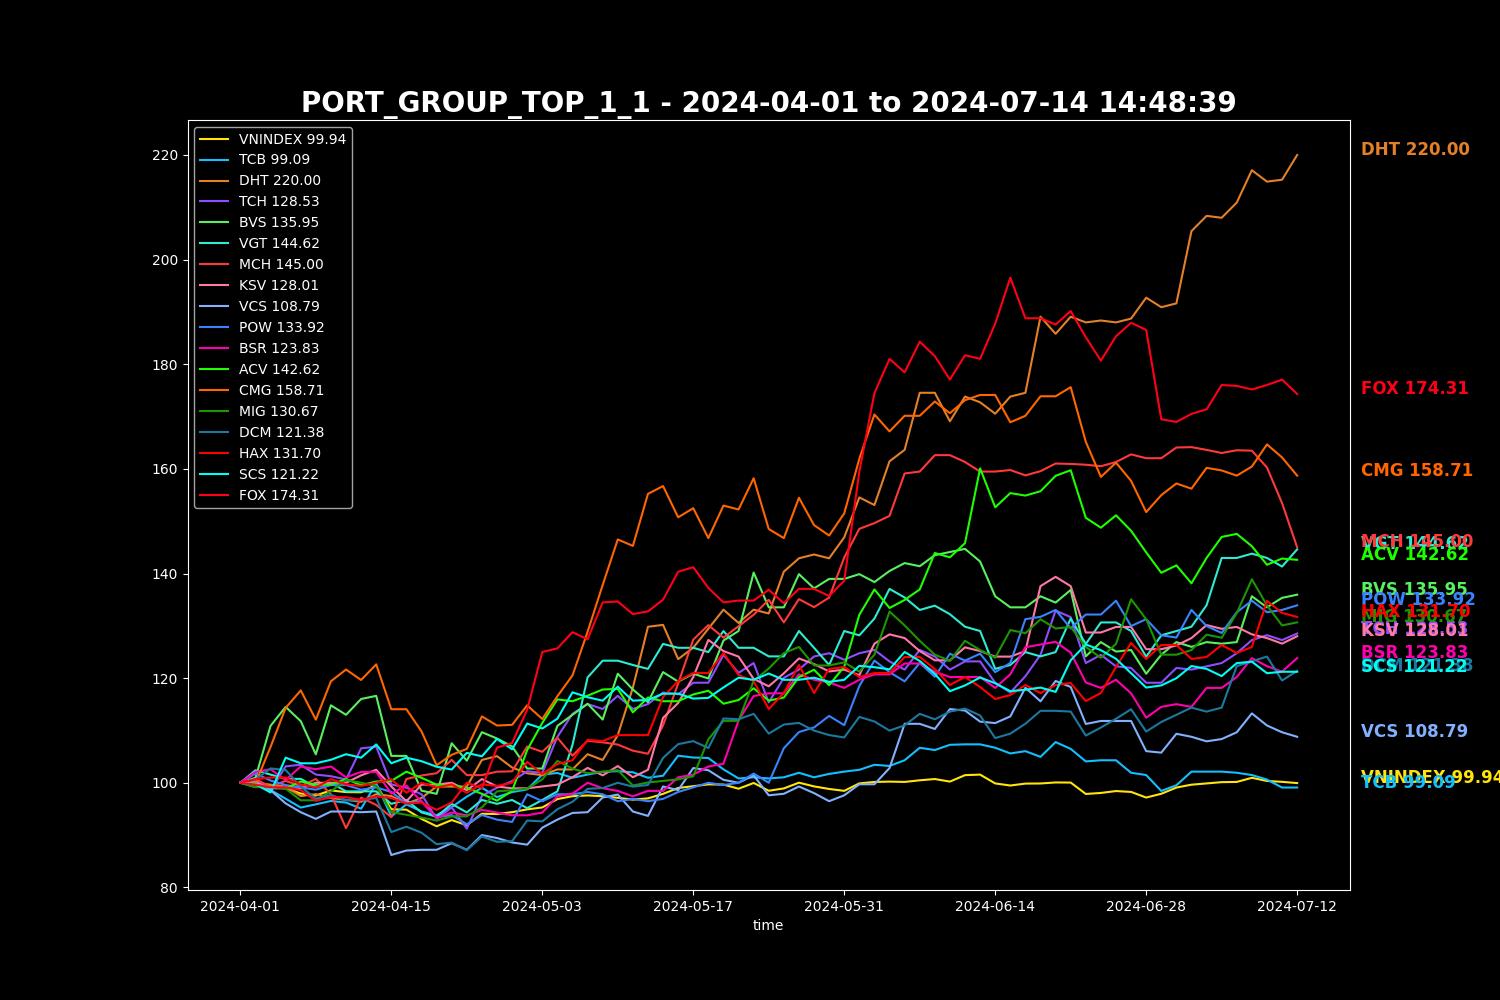 PORT_GROUP_TOP_1_1 - 2024-04-01 to 2024-07-14 14:48:39
VNINDEX 99.94
TCB 99.09
DHT 220.00
TCH 128.53
BVS 135.95
VGT 144.62
MCH 145.00
KSV 128.01
VCS 108.79
POW 133.92
BSR 123.83
ACV 142.62
CMG 158.71
MIG 130.67
DCM 121.38
HAX 131.70
SCS 121.22
FOX 174.31
220
200
180
160
140
120
100
80
2024-04-01
2024-04-15
2024-05-03
2024-05-17
2024-05-31
2024-06-14
2024-06-28
2024-07-12
time
DHT 220.00
FOX 174.31
CMG 158.71
MCH 145.00
ACV 142.62
BVS 135.95
POW 133.92
HAX 131.70
KSV 128.01
BSR 123.83
SCS 121.22
VCS 108.79
VNINDEX 99.94
TCB 99.09